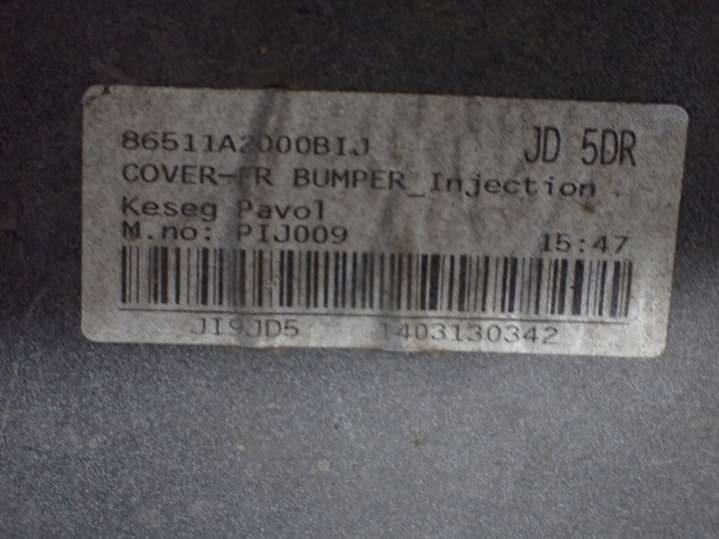 86511A2000BIJ JD 5DR
COVER-FR BUMPER_Injection
Keseg Pavol
M.no: PIJ009 15:47
JI9JD5 1403130342